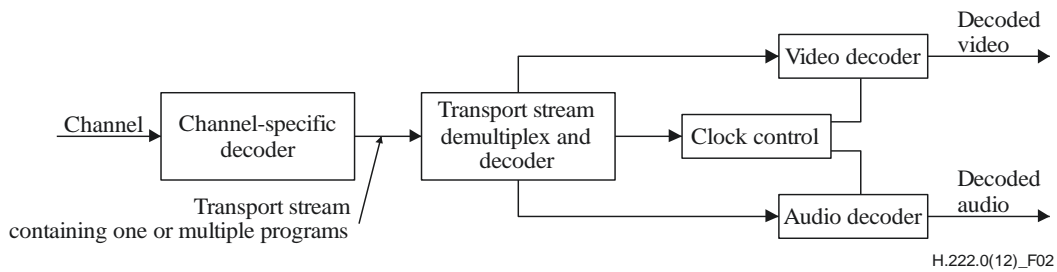 Channel
Channel-specific
decoder
Transport stream
containing one or multiple programs
Transport stream
demultiplex and
decoder
Clock control
Video decoder
Decoded
video
Audio decoder
Decoded
audio
H.222.0(12)_F02